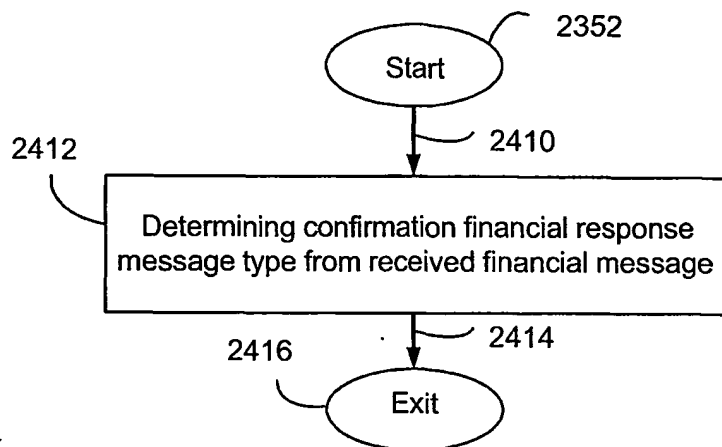 2352
Start
2410
2412
Determining confirmation financial response
message type from received financial message
2414
2416
Exit